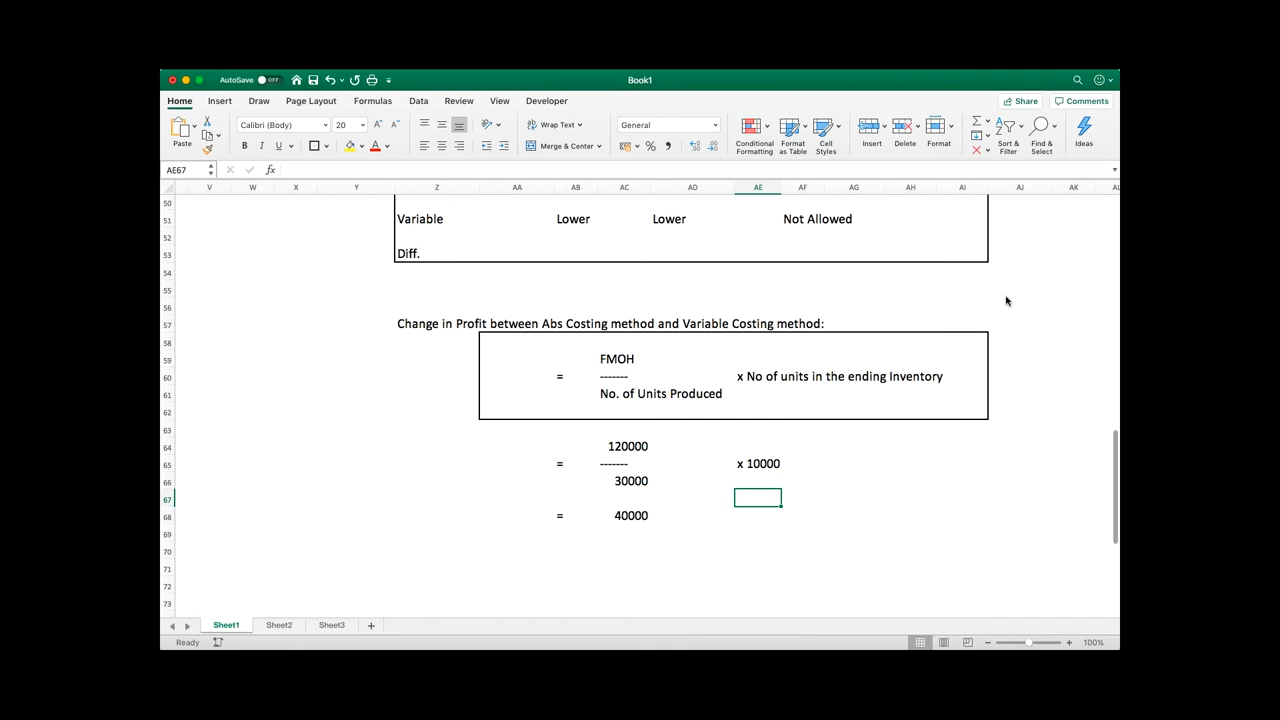 AutoSave OFF Book1
Home Insert Draw Page Layout Formulas Data Review View Developer Share Comments
Paste Calibri (Body) 20 A A Wrap Text General Conditional Formatting Format as Table Cell Styles Insert Delete Format Sort & Filter Find & Select Ideas
B I U A Merge & Center %
AE67 fx
V W X Y Z AA AB AC AD AE AF AG AH AI AJ AK AL
50
51 Variable Lower Lower Not Allowed
52
53 Diff.
54
55
56
57 Change in Profit between Abs Costing method and Variable Costing method:
58
59 FMOH
60 = ------- x No of units in the ending Inventory
61 No. of Units Produced
62
63
64 120000
65 = ------- x 10000
66 30000
67
68 = 40000
69
70
71
72
73
Sheet1 Sheet2 Sheet3 +
Ready - + 100%